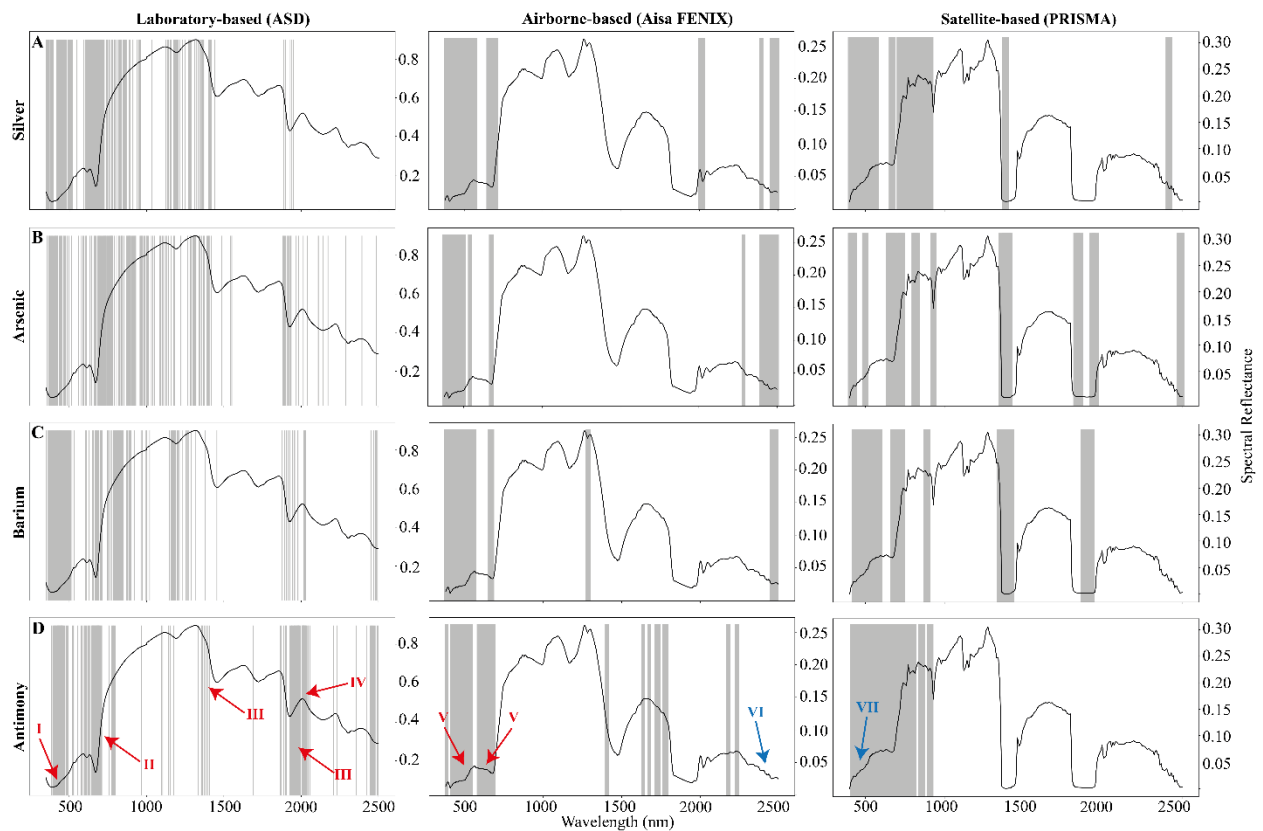 Laboratory-based (ASD) Airborne-based (Aisa FENIX) Satellite-based (PRISMA)
A
Silver
0.8
0.6
0.4
0.2
0.25
0.20
0.15
0.10
0.05
0.30
0.25
0.20
0.15
0.10
0.05
B
Arsenic
0.8
0.6
0.4
0.2
0.25
0.20
0.15
0.10
0.05
0.30
0.25
0.20
0.15
0.10
0.05
C
Barium
0.8
0.6
0.4
0.2
0.25
0.20
0.15
0.10
0.05
0.30
0.25
0.20
0.15
0.10
0.05
Spectral Reflectance
D
Antimony
I
II
III
III
IV
0.8
0.6
0.4
0.2
V
V
VI
0.25
0.20
0.15
0.10
0.05
VII
0.30
0.25
0.20
0.15
0.10
0.05
0.00
500 1000 1500 2000 2500 500 1000 1500 2000 2500 500 1000 1500 2000 2500
Wavelength (nm)